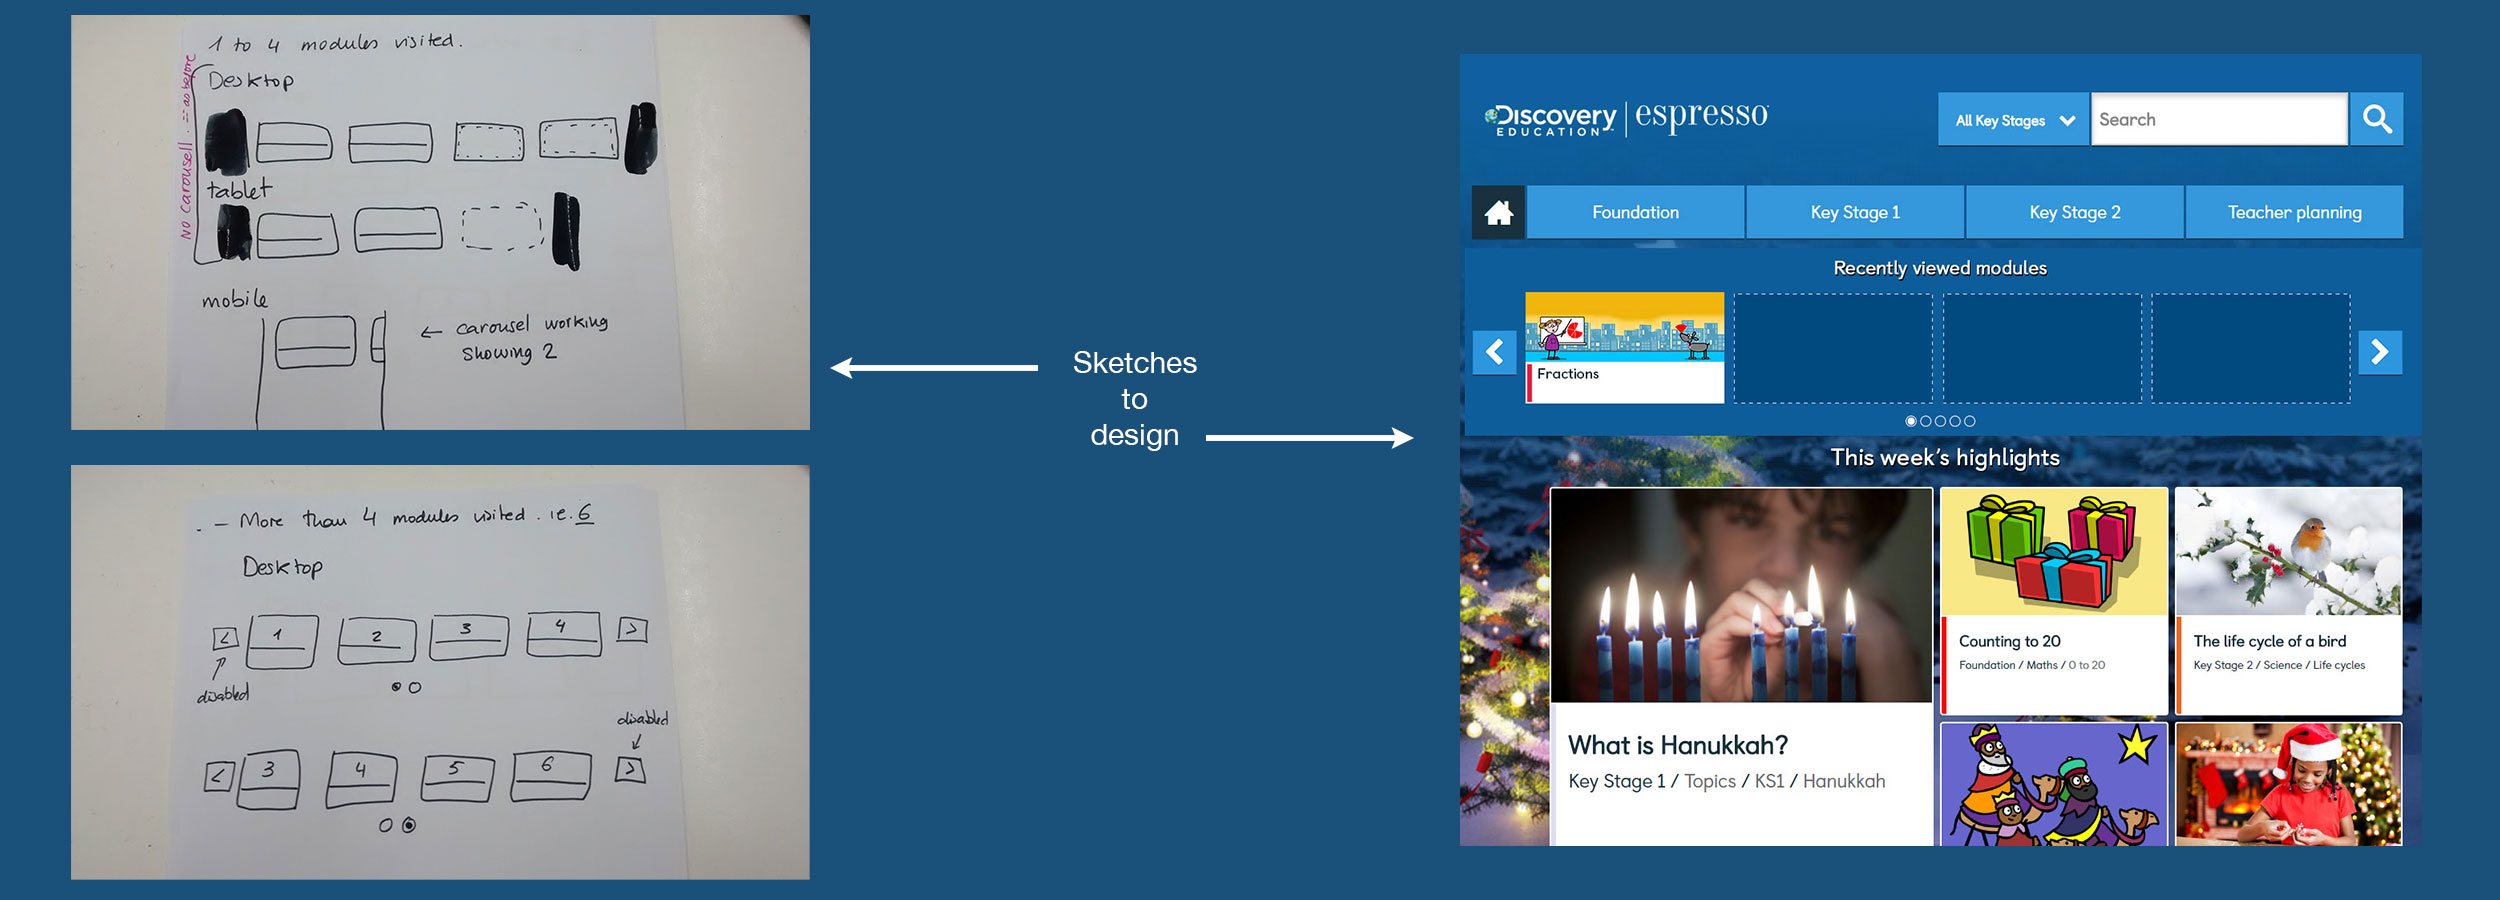 1 to 4 modules visited.
No carousell. == as before
Desktop
tablet
mobile
← carousel working
showing 2
. - More than 4 modules visited. ie. 6
Desktop
< 1 2 3 4 >
disabled
disabled
< 3 4 5 6 >
Sketches
to
design
Discovery
EDUCATION
espresso
All Key Stages
Search
Foundation
Key Stage 1
Key Stage 2
Teacher planning
Recently viewed modules
Fractions
This week's highlights
What is Hanukkah?
Key Stage 1 / Topics / KS1 / Hanukkah
Counting to 20
Foundation / Maths / 0 to 20
The life cycle of a bird
Key Stage 2 / Science / Life cycles